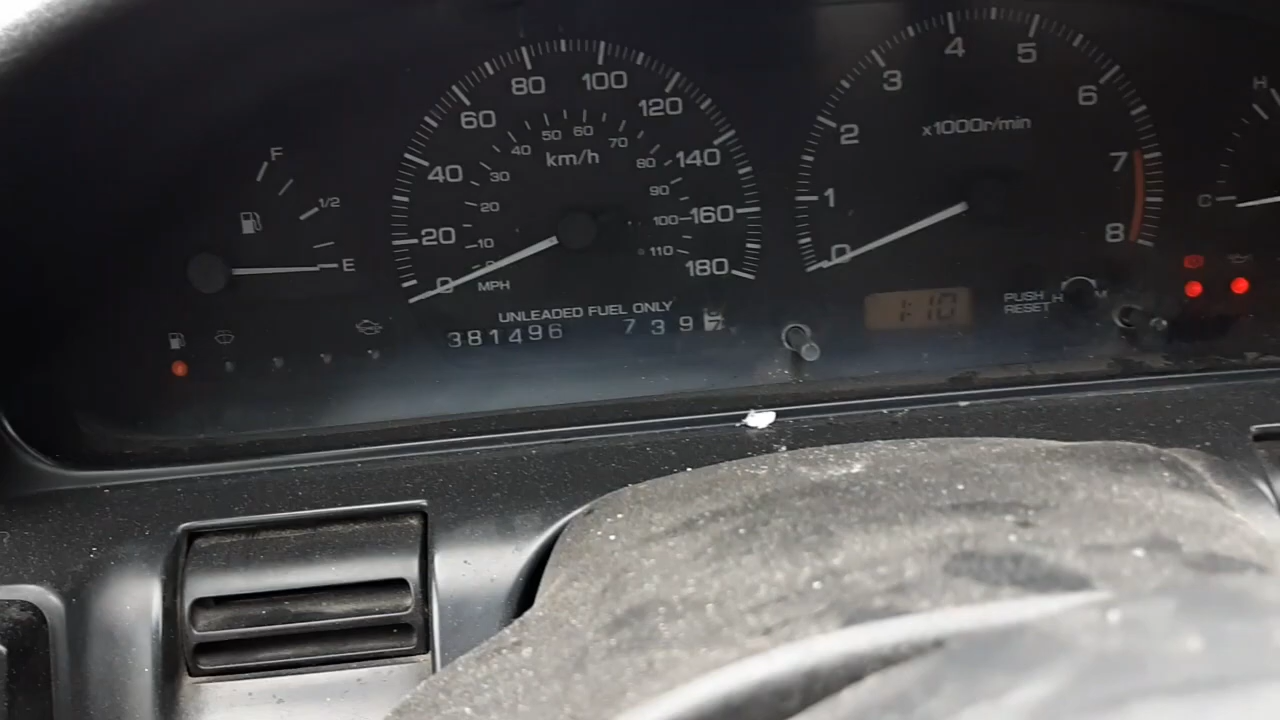 F
1/2
E
0 20 40 60 80 100 120 140 160 180
km/h
10 20 30 40 50 60 70 80 90 100 110
MPH
UNLEADED FUEL ONLY
381496 739
0 1 2 3 4 5 6 7 8
x1000r/min
1:10
PUSH
RESET
H M
H
C